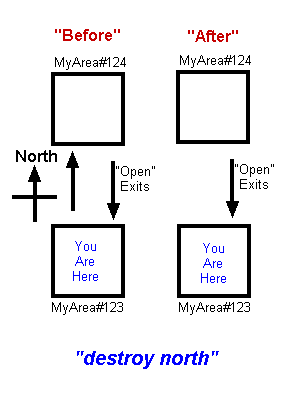 "Before"
"After"
MyArea#124
MyArea#124
North
"Open"
Exits
"Open"
Exits
You
Are
Here
You
Are
Here
MyArea#123
MyArea#123
"destroy north"